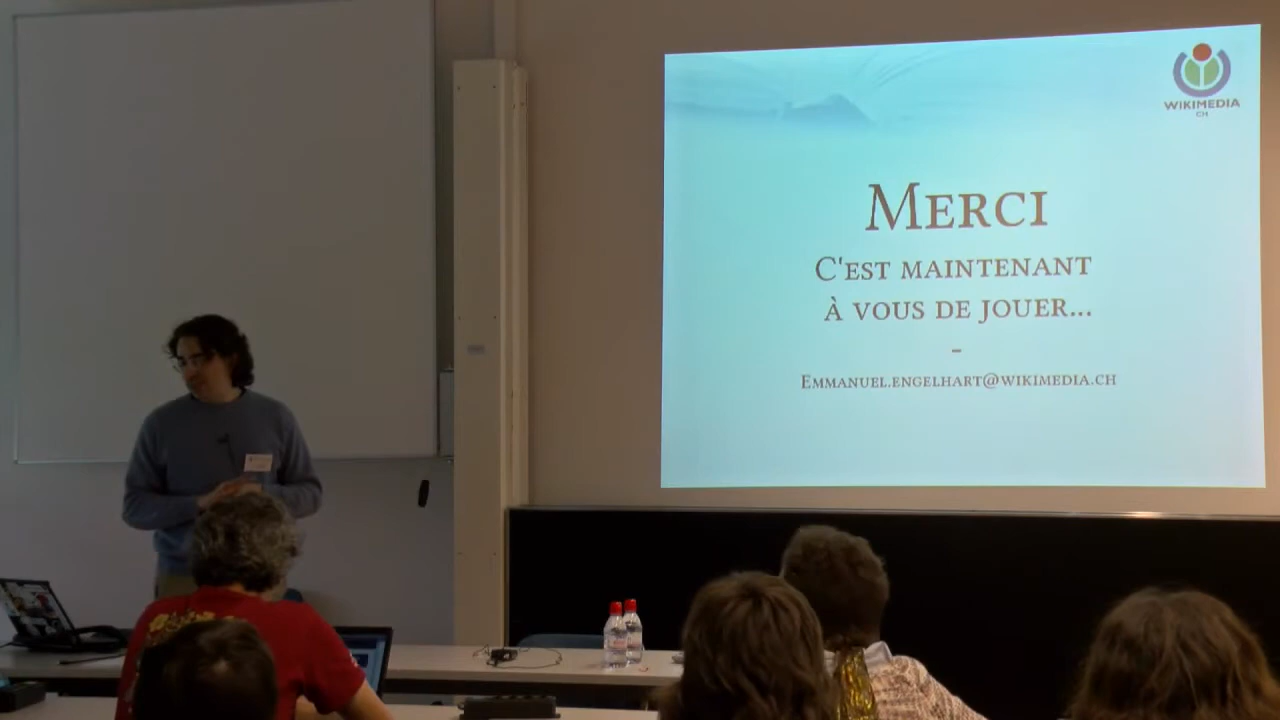 WIKIMEDIA
CH
MERCI
C'EST MAINTENANT
À VOUS DE JOUER...
-
EMMANUEL.ENGELHART@WIKIMEDIA.CH